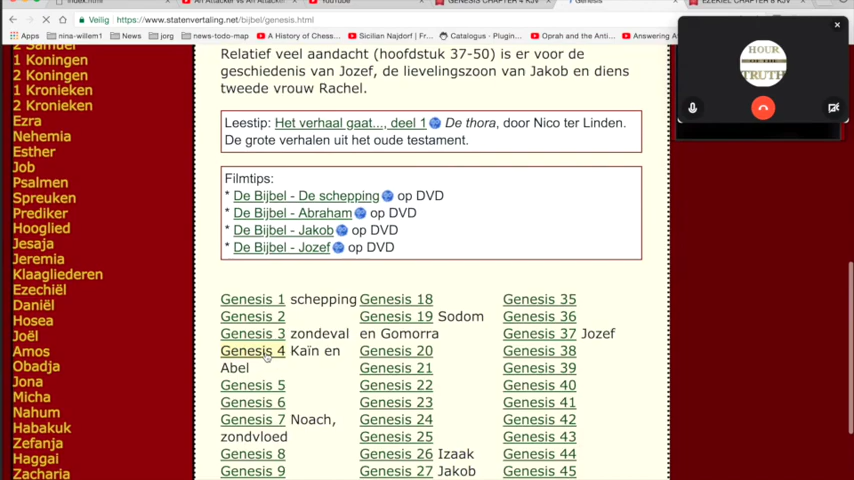 index.html
An Attacker vs An Attacker
YouTube
GENESIS CHAPTER 4 KJV
Genesis
EZEKIEL CHAPTER 8 KJV
Veilig
https://www.statenvertaling.net/bijbel/genesis.html
Apps
nina-willem1
News
jorg
news-todo-map
A History of Chess...
Sicilian Najdorf | Fr...
Catalogus - Plugin...
Oprah and the Anti...
Answering A
2 Samuel
1 Koningen
2 Koningen
1 Kronieken
2 Kronieken
Ezra
Nehemia
Esther
Job
Psalmen
Spreuken
Prediker
Hooglied
Jesaja
Jeremia
Klaagliederen
Ezechiël
Daniël
Hosea
Joël
Amos
Obadja
Jona
Micha
Nahum
Habakuk
Zefanja
Haggai
Zacharia
Relatief veel aandacht (hoofdstuk 37-50) is er voor de
geschiedenis van Jozef, de lievelingszoon van Jakob en diens
tweede vrouw Rachel.
Leestip: Het verhaal gaat..., deel 1 De thora, door Nico ter Linden.
De grote verhalen uit het oude testament.
Filmtips:
* De Bijbel - De schepping op DVD
* De Bijbel - Abraham op DVD
* De Bijbel - Jakob op DVD
* De Bijbel - Jozef op DVD
Genesis 1 schepping
Genesis 2
Genesis 3 zondeval
Genesis 4 Kaïn en
Abel
Genesis 5
Genesis 6
Genesis 7 Noach,
zondvloed
Genesis 8
Genesis 9
Genesis 18
Genesis 19 Sodom
en Gomorra
Genesis 20
Genesis 21
Genesis 22
Genesis 23
Genesis 24
Genesis 25
Genesis 26 Izaak
Genesis 27 Jakob
Genesis 35
Genesis 36
Genesis 37 Jozef
Genesis 38
Genesis 39
Genesis 40
Genesis 41
Genesis 42
Genesis 43
Genesis 44
Genesis 45
HOUR
OF
TRUTH